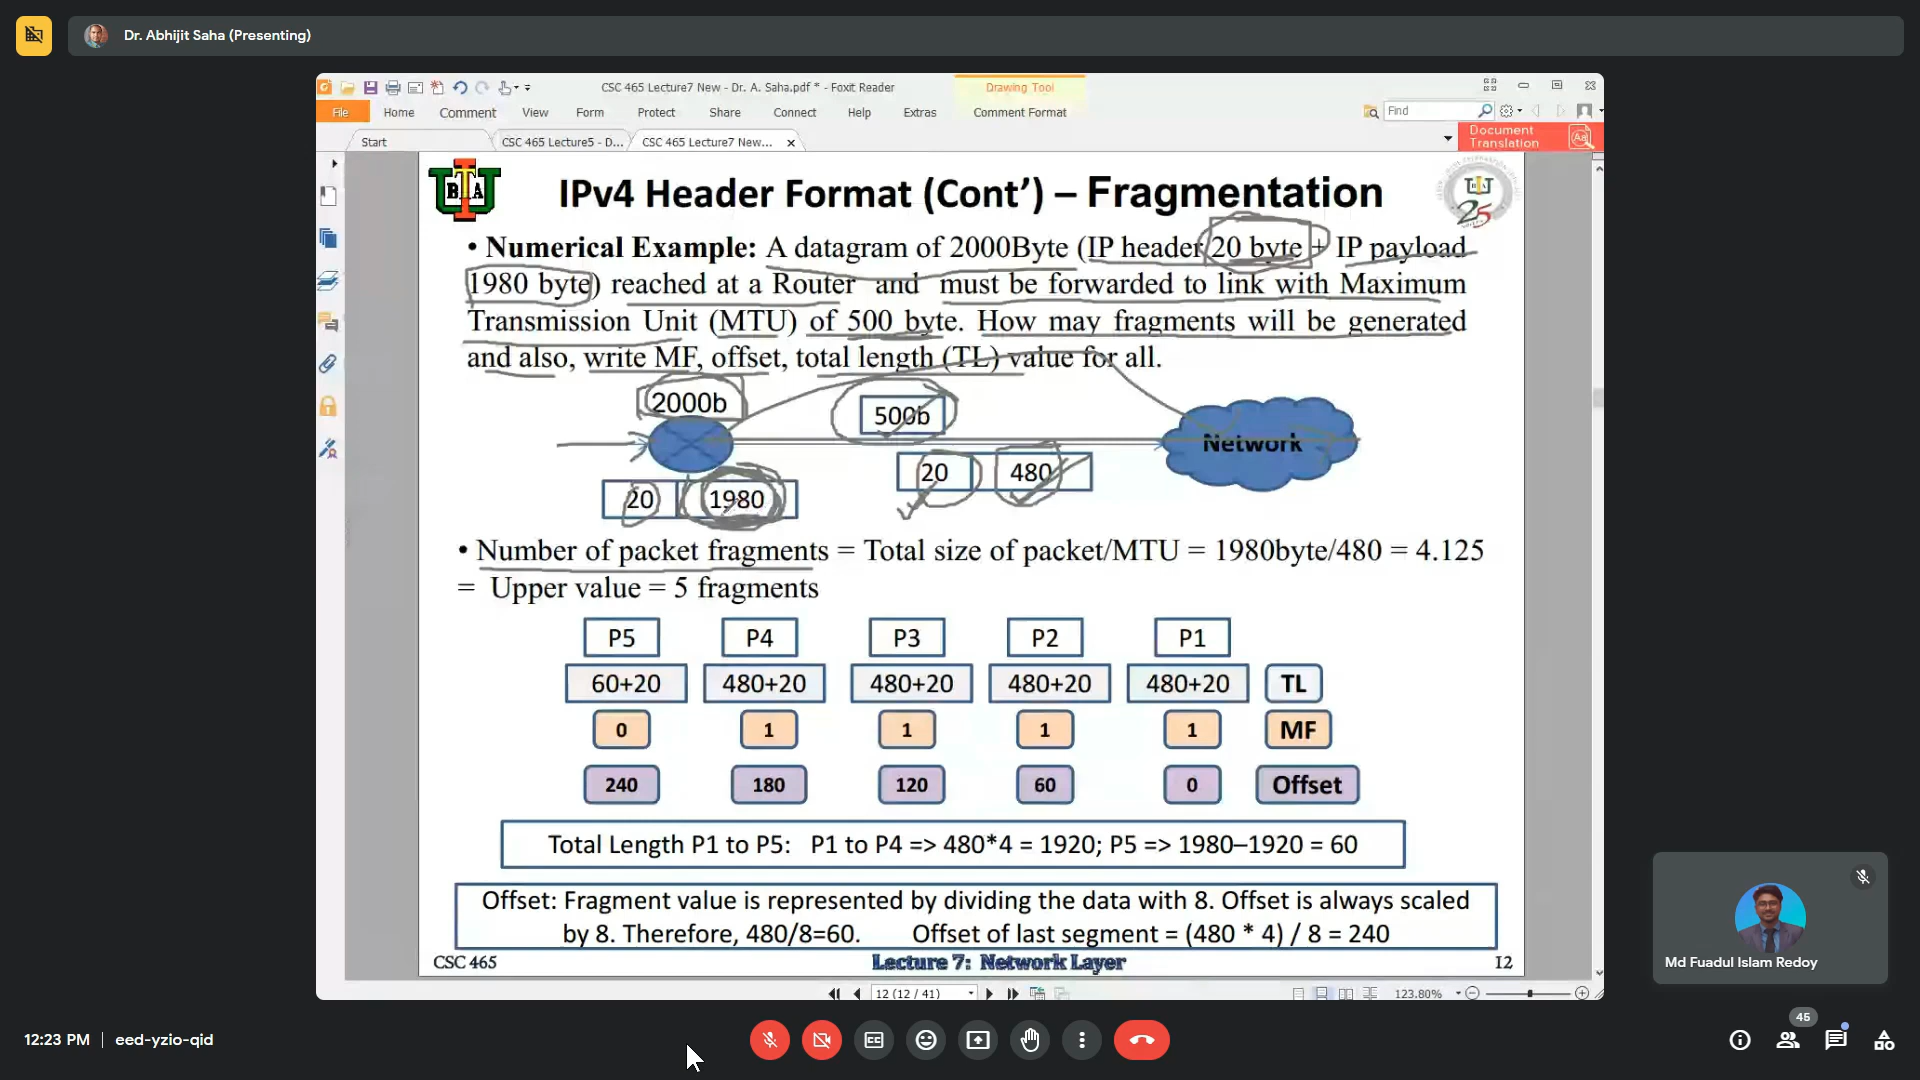 Dr. Abhijit Saha (Presenting)
CSC 465 Lecture7 New - Dr. A. Saha.pdf * - Foxit Reader
Drawing Tool
File Home Comment View Form Protect Share Connect Help Extras Comment Format
Find
Start CSC 465 Lecture5 - D... CSC 465 Lecture7 New...
Document
Translation
IPv4 Header Format (Cont’) – Fragmentation
• Numerical Example: A datagram of 2000Byte (IP header 20 byte + IP payload
1980 byte) reached at a Router and must be forwarded to link with Maximum
Transmission Unit (MTU) of 500 byte. How may fragments will be generated
and also, write MF, offset, total length (TL) value for all.
2000b
500b
Network
20 480
20 1980
• Number of packet fragments = Total size of packet/MTU = 1980byte/480 = 4.125
= Upper value = 5 fragments
P5 P4 P3 P2 P1
60+20 480+20 480+20 480+20 480+20 TL
0 1 1 1 1 MF
240 180 120 60 0 Offset
Total Length P1 to P5: P1 to P4 => 480*4 = 1920; P5 => 1980–1920 = 60
Offset: Fragment value is represented by dividing the data with 8. Offset is always scaled
by 8. Therefore, 480/8=60. Offset of last segment = (480 * 4) / 8 = 240
CSC 465 Lecture 7: Network Layer 12
12 (12 / 41) 123.80%
Md Fuadul Islam Redoy
12:23 PM | eed-yzio-qid
45